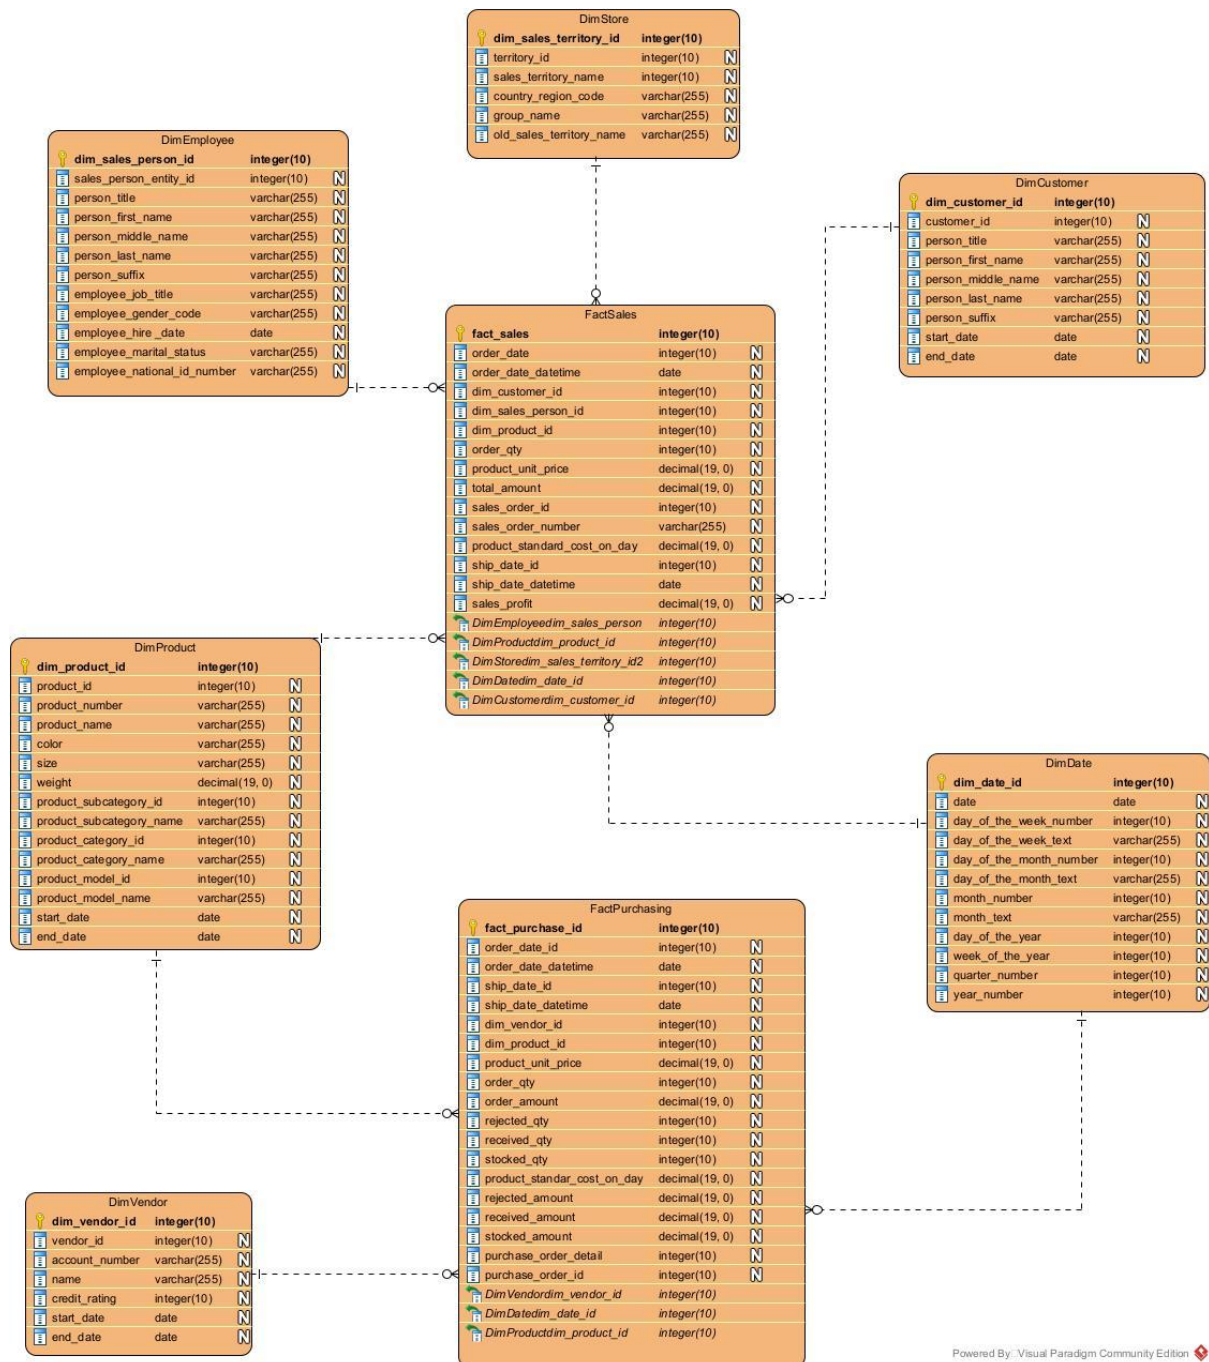 DimStore
dim_sales_territory_id integer(10)
territory_id integer(10) N
sales_territory_name integer(10) N
country_region_code varchar(255) N
group_name varchar(255) N
old_sales_territory_name varchar(255) N
DimEmployee
dim_sales_person_id integer(10)
sales_person_entity_id integer(10) N
person_title varchar(255) N
person_first_name varchar(255) N
person_middle_name varchar(255) N
person_last_name varchar(255) N
person_suffix varchar(255) N
employee_job_title varchar(255) N
employee_gender_code varchar(255) N
employee_hire _date date N
employee_marital_status varchar(255) N
employee_national_id_number varchar(255) N
DimCustomer
dim_customer_id integer(10)
customer_id integer(10) N
person_title varchar(255) N
person_first_name varchar(255) N
person_middle_name varchar(255) N
person_last_name varchar(255) N
person_suffix varchar(255) N
start_date date N
end_date date N
FactSales
fact_sales integer(10)
order_date integer(10) N
order_date_datetime date N
dim_customer_id integer(10) N
dim_sales_person_id integer(10) N
dim_product_id integer(10) N
order_qty integer(10) N
product_unit_price decimal(19, 0) N
total_amount decimal(19, 0) N
sales_order_id integer(10) N
sales_order_number varchar(255) N
product_standard_cost_on_day decimal(19, 0) N
ship_date_id integer(10) N
ship_date_datetime date N
sales_profit decimal(19, 0) N
DimEmployeedim_sales_person integer(10)
DimProductdim_product_id integer(10)
DimStoredim_sales_territory_id2 integer(10)
DimDatedim_date_id integer(10)
DimCustomerdim_customer_id integer(10)
DimProduct
dim_product_id integer(10)
product_id integer(10) N
product_number varchar(255) N
product_name varchar(255) N
color varchar(255) N
size varchar(255) N
weight decimal(19, 0) N
product_subcategory_id integer(10) N
product_subcategory_name varchar(255) N
product_category_id integer(10) N
product_category_name varchar(255) N
product_model_id integer(10) N
product_model_name varchar(255) N
start_date date N
end_date date N
DimDate
dim_date_id integer(10)
date date N
day_of_the_week_number integer(10) N
day_of_the_week_text varchar(255) N
day_of_the_month_number integer(10) N
day_of_the_month_text varchar(255) N
month_number integer(10) N
month_text varchar(255) N
day_of_the_year integer(10) N
week_of_the_year integer(10) N
quarter_number integer(10) N
year_number integer(10) N
FactPurchasing
fact_purchase_id integer(10)
order_date_id integer(10) N
order_date_datetime date N
ship_date_id integer(10) N
ship_date_datetime date N
dim_vendor_id integer(10) N
dim_product_id integer(10) N
product_unit_price decimal(19, 0) N
order_qty integer(10) N
order_amount decimal(19, 0) N
rejected_qty integer(10) N
received_qty integer(10) N
stocked_qty integer(10) N
product_standar_cost_on_day decimal(19, 0) N
rejected_amount decimal(19, 0) N
received_amount decimal(19, 0) N
stocked_amount decimal(19, 0) N
purchase_order_detail integer(10) N
purchase_order_id integer(10) N
DimVendordim_vendor_id integer(10)
DimDatedim_date_id integer(10)
DimProductdim_product_id integer(10)
DimVendor
dim_vendor_id integer(10)
vendor_id integer(10) N
account_number varchar(255) N
name varchar(255) N
credit_rating integer(10) N
start_date date N
end_date date N
Powered By Visual Paradigm Community Edition